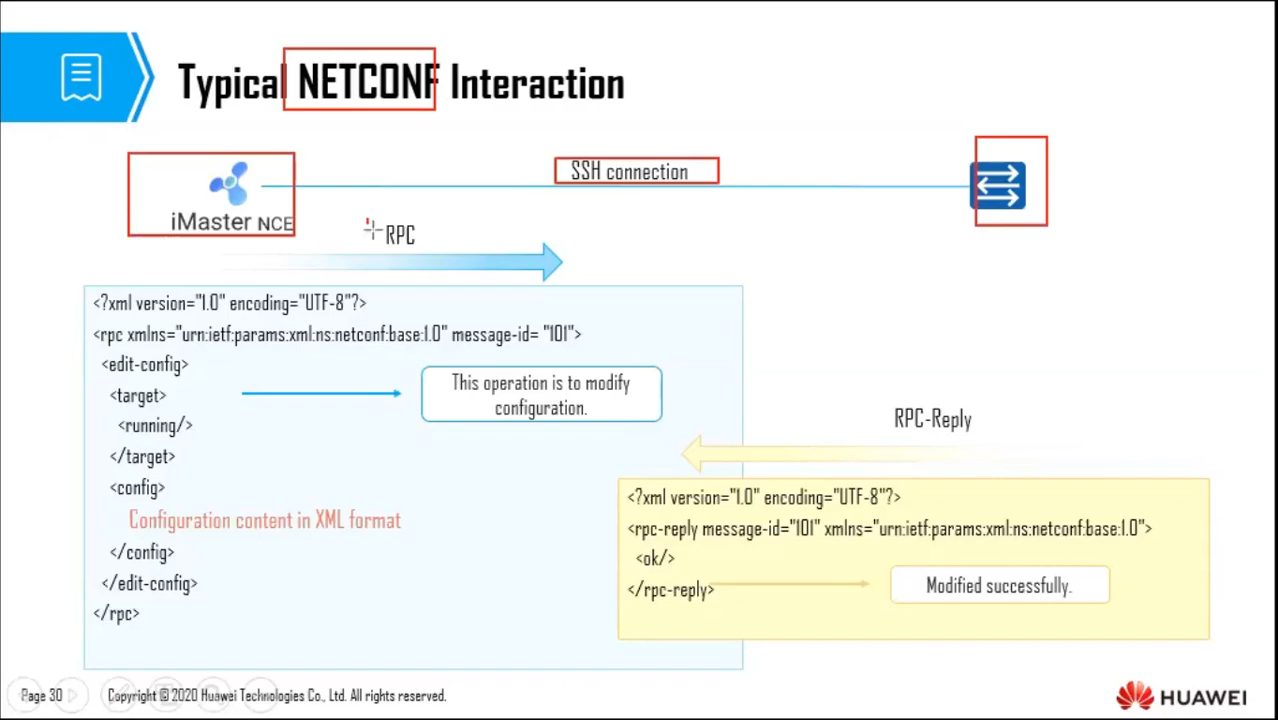 Typical NETCONF Interaction
SSH connection
iMaster NCE
RPC
<?xml version="1.0" encoding="UTF-8"?>
<rpc xmlns="urn:ietf:params:xml:ns:netconf:base:1.0" message-id= "101">
<edit-config>
<target>
<running/>
</target>
<config>
Configuration content in XML format
</config>
</edit-config>
</rpc>
This operation is to modify
configuration.
RPC-Reply
<?xml version="1.0" encoding="UTF-8"?>
<rpc-reply message-id="101" xmlns="urn:ietf:params:xml:ns:netconf:base:1.0">
<ok/>
</rpc-reply>
Modified successfully.
Page 30
Copyright © 2020 Huawei Technologies Co., Ltd. All rights reserved.
HUAWEI